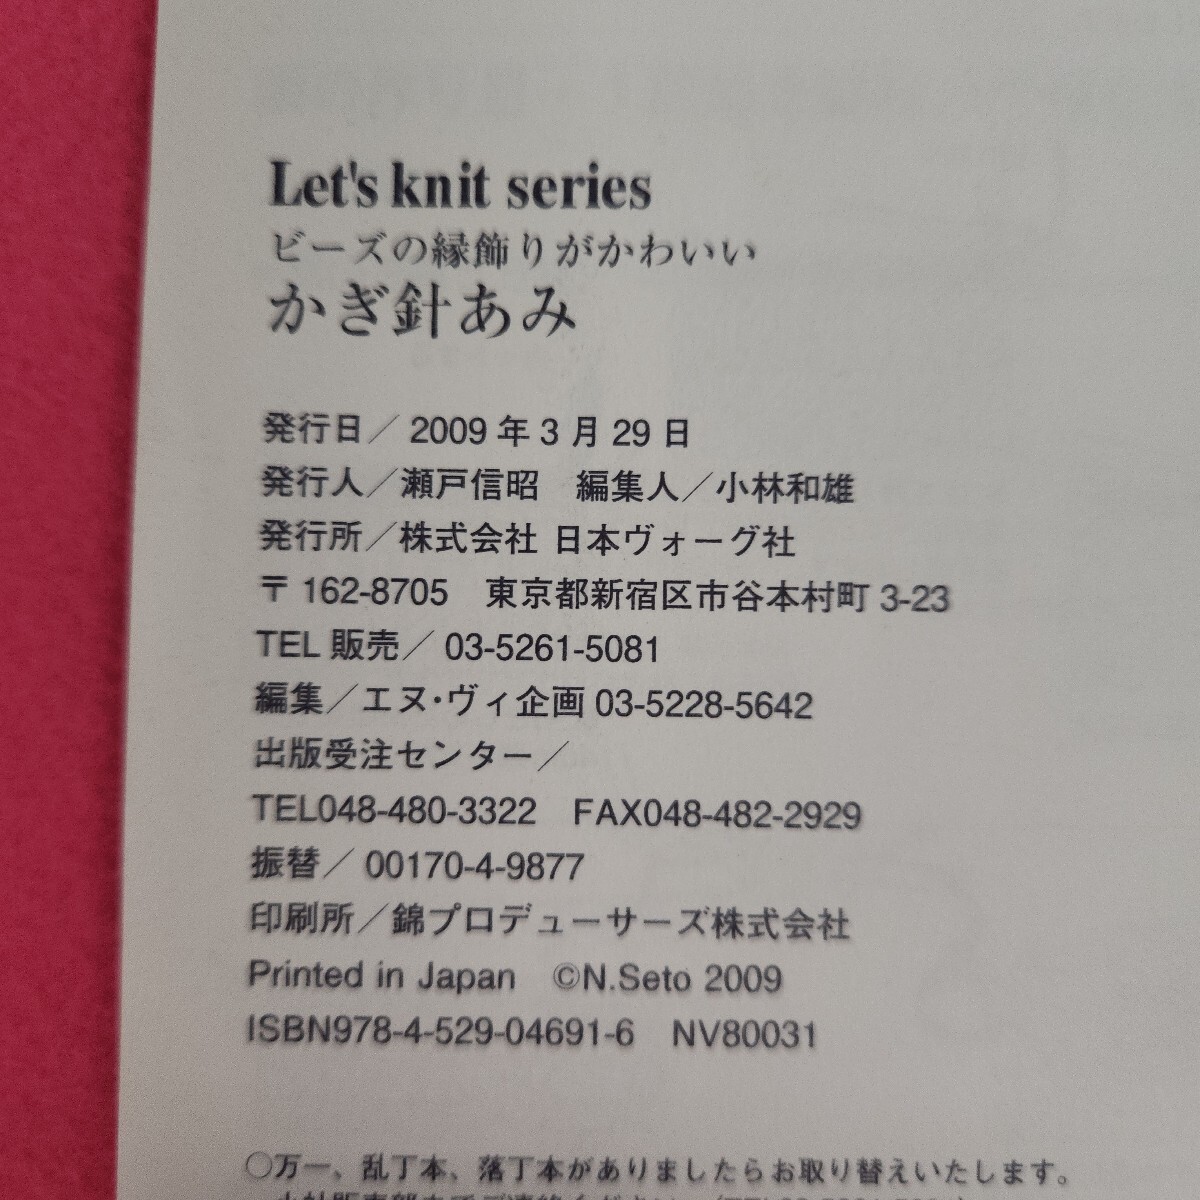 Let's knit series
ビーズの縁飾りがかわいい
かぎ針あみ
発行日／2009年3月29日
発行人／瀬戸信昭　編集人／小林和雄
発行所／株式会社 日本ヴォーグ社
〒162-8705　東京都新宿区市谷本村町3-23
TEL 販売／03-5261-5081
編集／エヌ・ヴィ企画 03-5228-5642
出版受注センター／
TEL048-480-3322　FAX048-482-2929
振替／00170-4-9877
印刷所／錦プロデューサーズ株式会社
Printed in Japan　©N.Seto 2009
ISBN978-4-529-04691-6　NV80031
○万一、乱丁本、落丁本がありましたらお取り替えいたします。